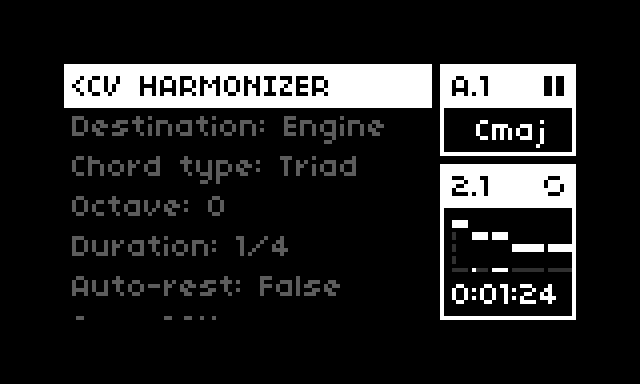 <CV HARMONIZER
Destination: Engine
Chord type: Triad
Octave: 0
Duration: 1/4
Auto-rest: False
A.1
Cmaj
2.1
0:01:24